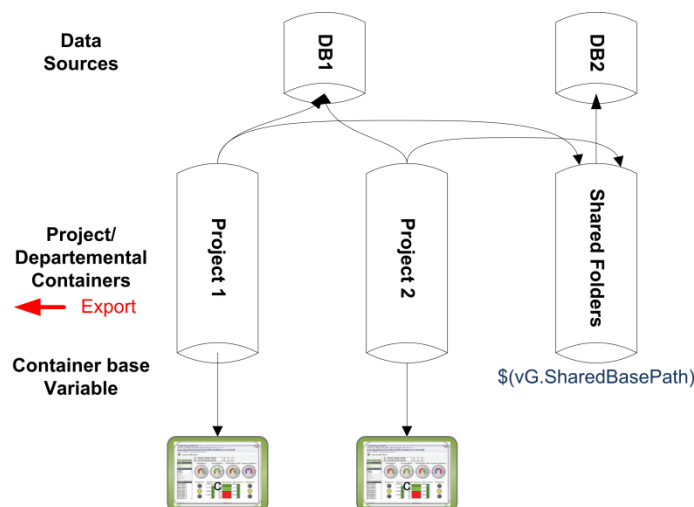 Data
Sources
DB1
DB2
Project 1
Project 2
Shared Folders
Project/
Departemental
Containers
Export
Container base
Variable
$(vG.SharedBasePath)
C
C